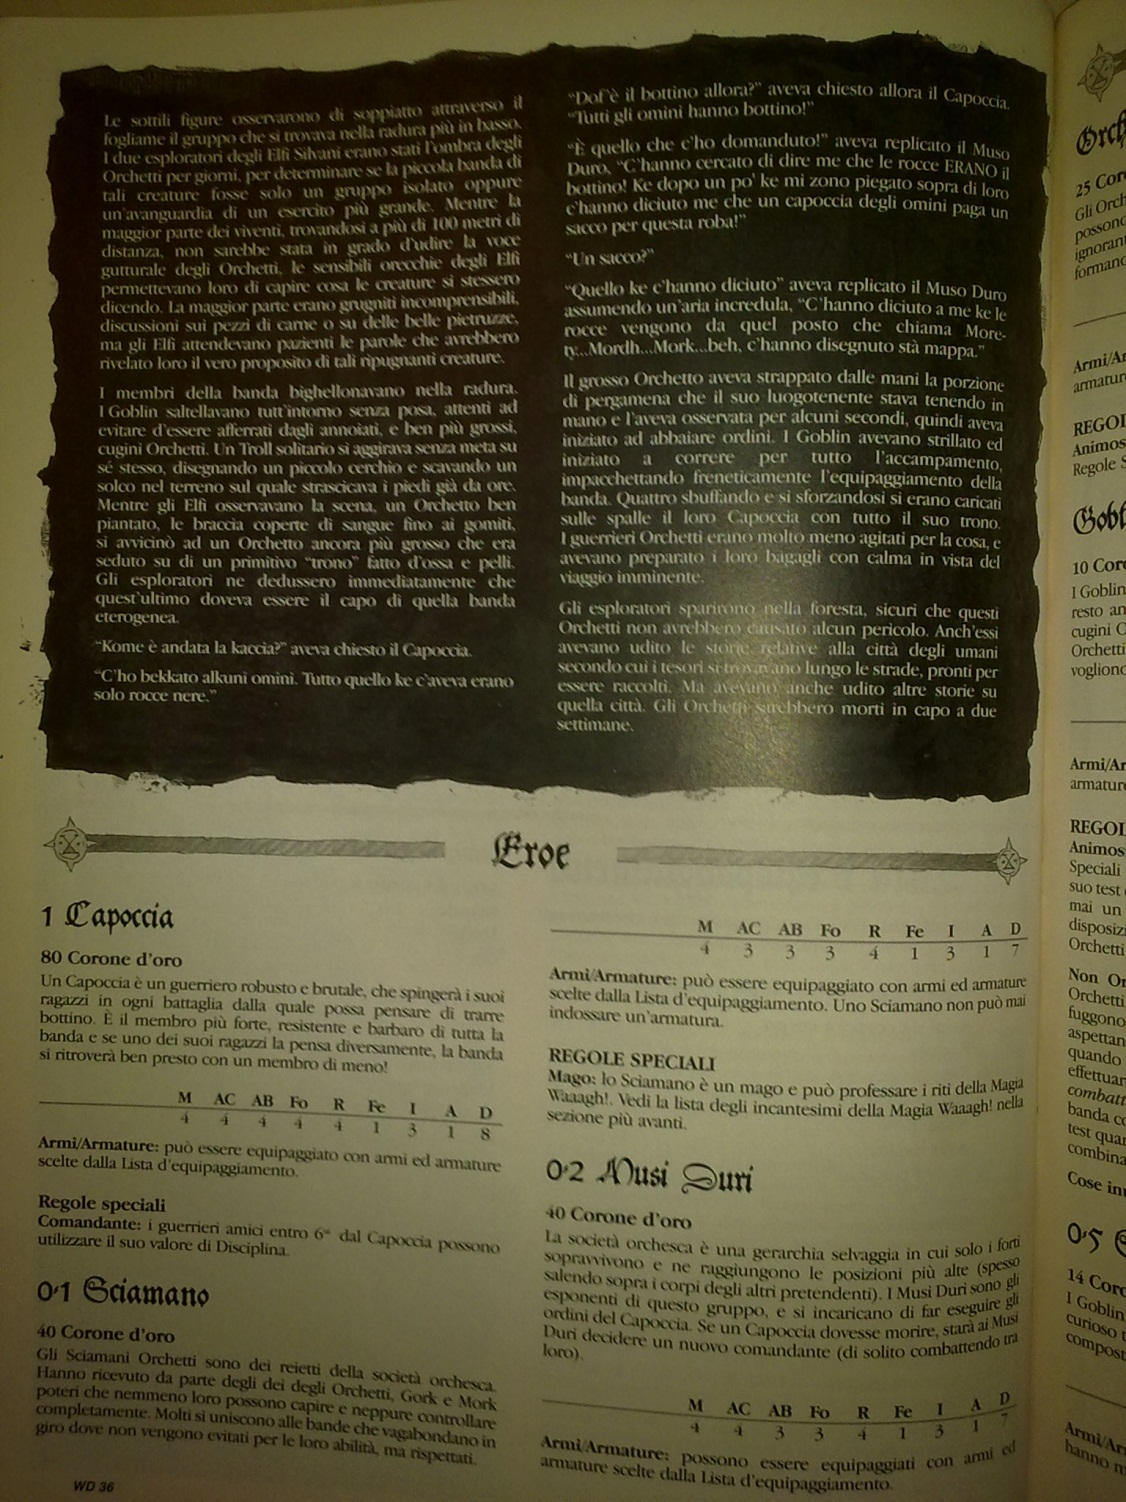 Le sottili figure osservarono di soppiatto attraverso il
fogliame il gruppo che si trovava nella radura più in basso.
I due esploratori degli Elfi Silvani erano stati l'ombra degli
Orchetti per giorni, per determinare se la piccola banda di
tali creature fosse solo un gruppo isolato oppure
un'avanguardia di un esercito più grande. Mentre la
maggior parte dei viventi, trovandosi a più di 100 metri di
distanza, non sarebbe stata in grado d'udire la voce
gutturale degli Orchetti, le sensibili orecchie degli Elfi
permettevano loro di capire cosa le creature si stessero
dicendo. La maggior parte erano grugniti incomprensibili,
discussioni sui pezzi di carne o su delle belle pietruzze,
ma gli Elfi attendevano pazienti le parole che avrebbero
rivelato loro il vero proposito di tali ripugnanti creature.
I membri della banda bighellonavano nella radura.
I Goblin saltellavano tutt'intorno senza posa, attenti ad
evitare d'essere afferrati dagli annoiati, e ben più grossi,
cugini Orchetti. Un Troll solitario si aggirava senza meta su
sé stesso, disegnando un piccolo cerchio e scavando un
solco nel terreno sul quale strascicava i piedi già da ore.
Mentre gli Elfi osservavano la scena, un Orchetto ben
piantato, le braccia coperte di sangue fino ai gomiti,
si avvicinò ad un Orchetto ancora più grosso che era
seduto su di un primitivo "trono" fatto d'ossa e pelli.
Gli esploratori ne dedussero immediatamente che
quest'ultimo doveva essere il capo di quella banda
eterogenea.
"Kome è andata la kaccia?" aveva chiesto il Capoccia.
"C'ho bekkato alkuni omini. Tutto quello ke c'aveva erano
solo rocce nere."
"Dof'è il bottino allora?" aveva chiesto allora il Capoccia.
"Tutti gli omini hanno bottino!"
"È quello che c'ho domanduto!" aveva replicato il Muso
Duro, "C'hanno cercato di dire me che le rocce ERANO il
bottino! Ke dopo un po' ke mi zono piegato sopra di loro
c'hanno diciuto me che un capoccia degli omini paga un
sacco per questa roba!"
"Un sacco?"
"Quello ke c'hanno diciuto" aveva replicato il Muso Duro
assumendo un'aria incredula, "C'hanno diciuto a me ke le
rocce vengono da quel posto che chiama More-
ty...Mordh...Mork...beh, c'hanno disegnuto stà mappa."
Il grosso Orchetto aveva strappato dalle mani la porzione
di pergamena che il suo luogotenente stava tenendo in
mano e l'aveva osservata per alcuni secondi, quindi aveva
iniziato ad abbaiare ordini. I Goblin avevano strillato ed
iniziato a correre per tutto l'accampamento,
impacchettando freneticamente l'equipaggiamento della
banda. Quattro sbuffando e si sforzandosi si erano caricati
sulle spalle il loro Capoccia con tutto il suo trono.
I guerrieri Orchetti erano molto meno agitati per la cosa, e
avevano preparato i loro bagagli con calma in vista del
viaggio imminente.
Gli esploratori sparirono nella foresta, sicuri che questi
Orchetti non avrebbero causato alcun pericolo. Anch'essi
avevano udito le storie relative alla città degli umani
secondo cui i tesori si trovavano lungo le strade, pronti per
essere raccolti. Ma avevano anche udito altre storie su
quella città. Gli Orchetti sarebbero morti in capo a due
settimane.
Eroe
1 Capoccia
80 Corone d'oro
Un Capoccia è un guerriero robusto e brutale, che spingerà i suoi
ragazzi in ogni battaglia dalla quale possa pensare di trarre
bottino. È il membro più forte, resistente e barbaro di tutta la
banda e se uno dei suoi ragazzi la pensa diversamente, la banda
si ritroverà ben presto con un membro di meno!
M AC AB Fo R Fe I A D
4 4 4 4 4 1 3 1 8
Armi/Armature: può essere equipaggiato con armi ed armature
scelte dalla Lista d'equipaggiamento.
Regole speciali
Comandante: i guerrieri amici entro 6" dal Capoccia possono
utilizzare il suo valore di Disciplina.
0-1 Sciamano
40 Corone d'oro
Gli Sciamani Orchetti sono dei reietti della società orchesca.
Hanno ricevuto da parte degli dei degli Orchetti, Gork e Mork
poteri che nemmeno loro possono capire e neppure controllare
completamente. Molti si uniscono alle bande che vagabondano in
giro dove non vengono evitati per le loro abilità, ma rispettati.
WD 36
M AC AB Fo R Fe I A D
4 3 3 3 4 1 3 1 7
Armi/Armature: può essere equipaggiato con armi ed armature
scelte dalla Lista d'equipaggiamento. Uno Sciamano non può mai
indossare un'armatura.
REGOLE SPECIALI
Mago: lo Sciamano è un mago e può professare i riti della Magia
Waaagh!. Vedi la lista degli incantesimi della Magia Waaagh! nella
sezione più avanti.
0-2 Musi Duri
40 Corone d'oro
La società orchesca è una gerarchia selvaggia in cui solo i forti
sopravvivono e ne raggiungono le posizioni più alte (spesso
salendo sopra i corpi degli altri pretendenti). I Musi Duri sono gli
esponenti di questo gruppo, e si incaricano di far eseguire gli
ordini del Capoccia. Se un Capoccia dovesse morire, starà ai Musi
Duri decidere un nuovo comandante (di solito combattendo tra
loro).
M AC AB Fo R Fe I A D
4 4 3 3 4 1 3 1 7
Armi/Armature: possono essere equipaggiati con armi ed
armature scelte dalla Lista d'equipaggiamento.
25
Gli
possono
Armi/
armature
Animos
Regole
10
I Goblin
resto
cugini
Orchetti
vogliono
Armi/
armature
Speciali
suo test
mai un
Orchetti
Non
Orchetti
fuggono
quando
banda
test
Cose
0-5
14
I Goblin
curioso